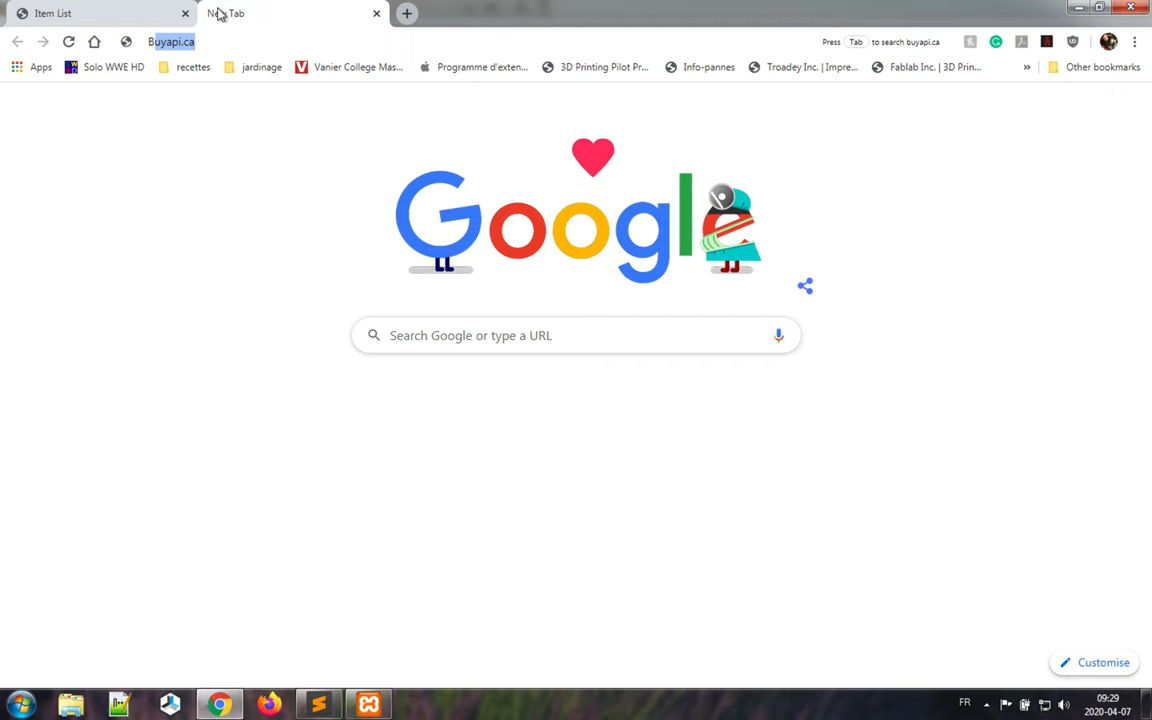 Item List
New Tab
Buyapi.ca
Press Tab to search buyapi.ca
Apps
Solo WWE HD
recettes
jardinage
Vanier College Mas...
Programme d'exten...
3D Printing Pilot Pr...
Info-pannes
Troadey Inc. | Impre...
Fablab Inc. | 3D Prin...
»
Other bookmarks
Google
Search Google or type a URL
Customise
FR
09:29
2020-04-07